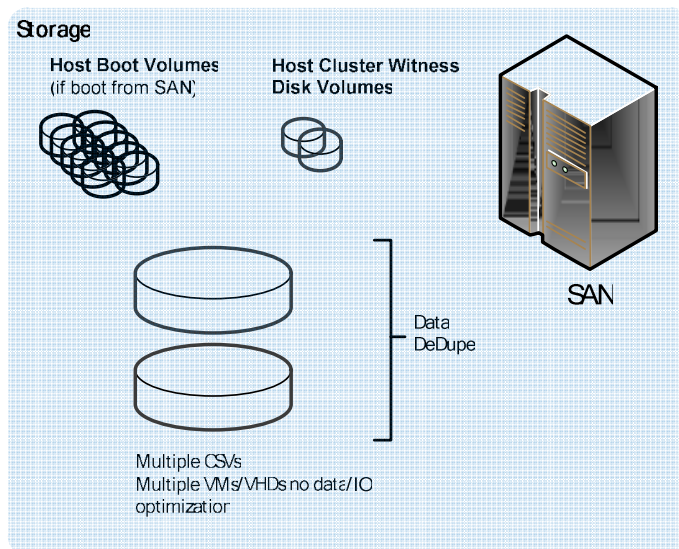 Storage
Host Boot Volumes
(if boot from SAN)
Host Cluster Witness
Disk Volumes
SAN
Data
DeDupe
Multiple CSVs
Multiple VMs/VHDs no data/IO
optimization